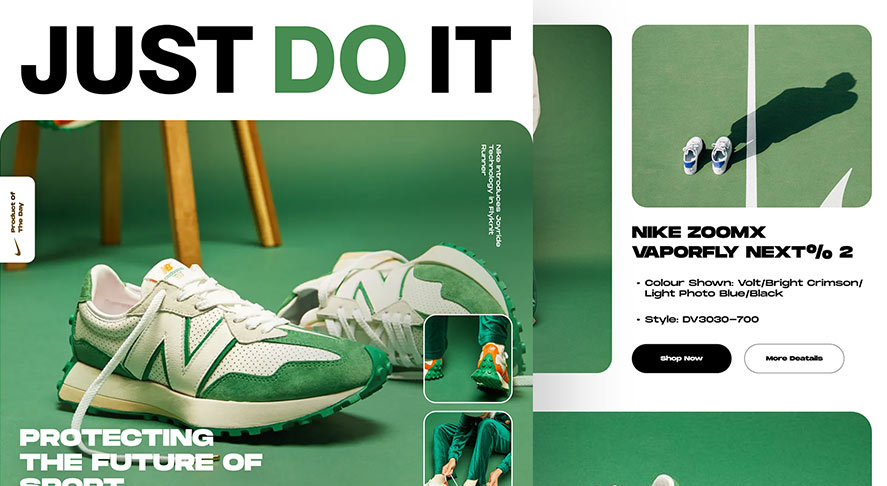 JUST DO IT
Product of
The Day
Nike introduces Joyride
Technology in Flyknit
Runner
PROTECTING
THE FUTURE OF
SPORT
NIKE ZOOMX
VAPORFLY NEXT% 2
• Colour Shown: Volt/Bright Crimson/
Light Photo Blue/Black
• Style: DV3030-700
Shop Now
More Deatails